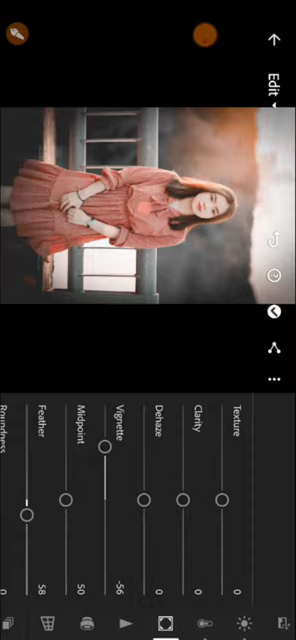 Edit
Texture
0
Clarity
0
Dehaze
0
Vignette
-56
Midpoint
50
Feather
58
Roundness
0